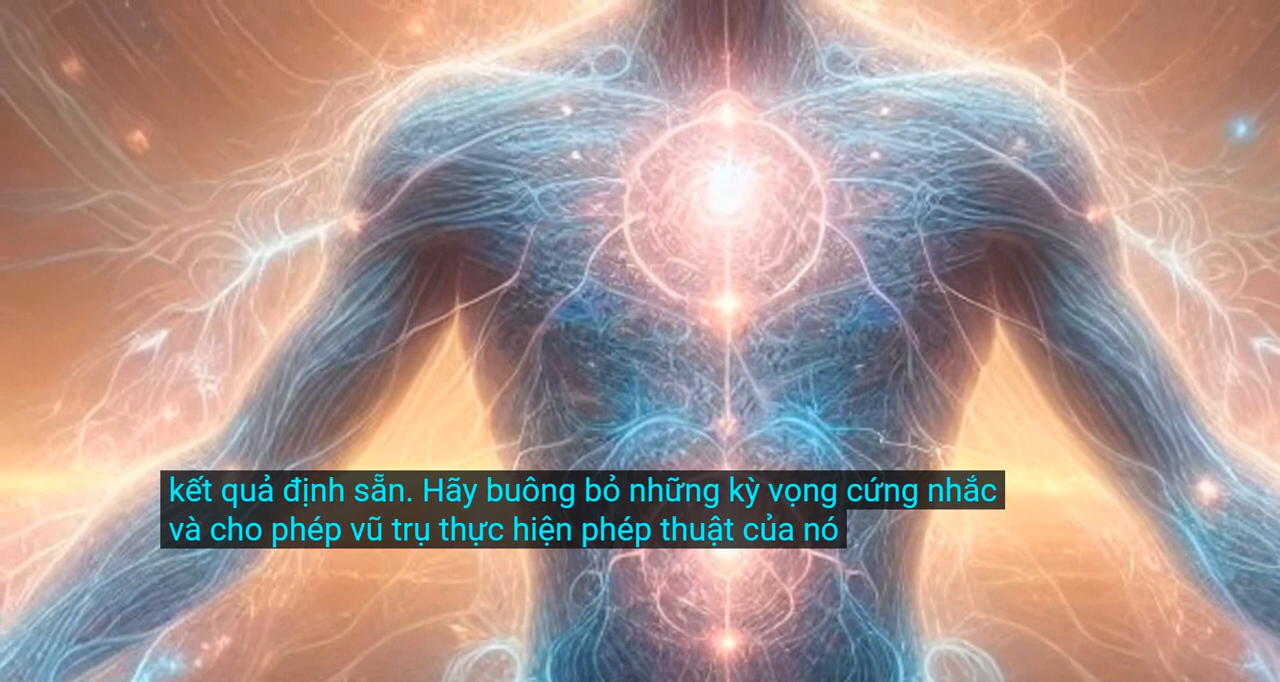 kết quả định sẵn. Hãy buông bỏ những kỳ vọng cứng nhắc
và cho phép vũ trụ thực hiện phép thuật của nó